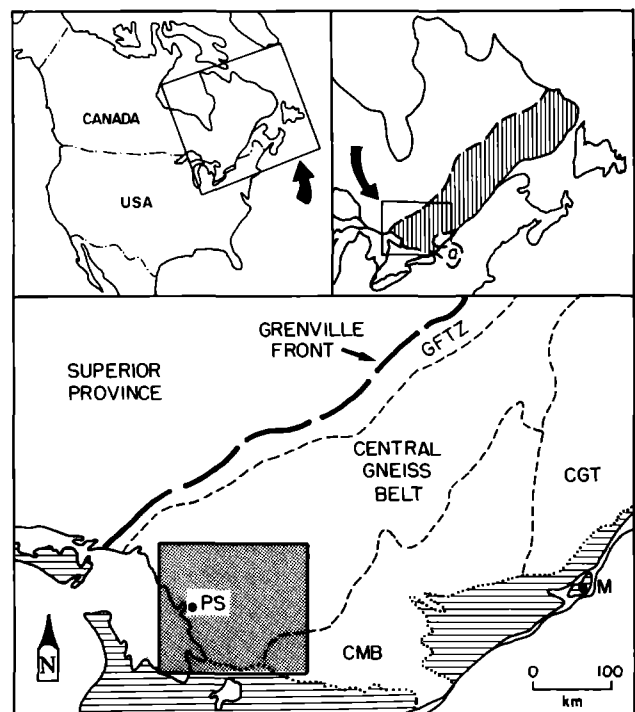 CANADA
USA
GRENVILLE
FRONT
GFTZ
SUPERIOR
PROVINCE
CENTRAL
GNEISS
BELT
CGT
PS
M
CMB
N
0 100
km